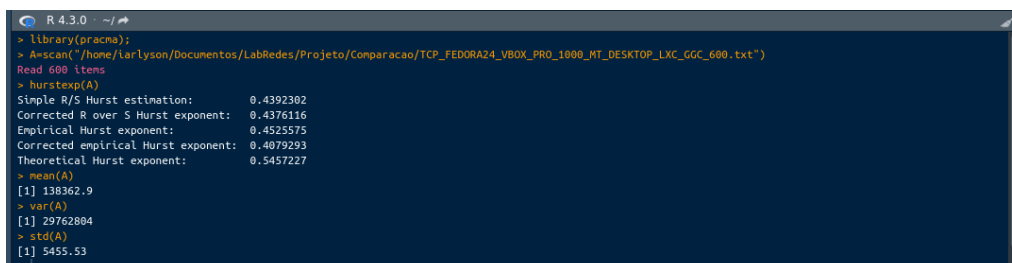 R 4.3.0 · ~/
> library(pracma);
> A=scan("/home/iarlyson/Documentos/LabRedes/Projeto/Comparacao/TCP_FEDORA24_VBOX_PRO_1000_MT_DESKTOP_LXC_GGC_600.txt")
Read 600 items
> hurstexp(A)
Simple R/S Hurst estimation:         0.4392302
Corrected R over S Hurst exponent:   0.4376116
Empirical Hurst exponent:            0.4525575
Corrected empirical Hurst exponent:  0.4079293
Theoretical Hurst exponent:          0.5457227
> mean(A)
[1] 138362.9
> var(A)
[1] 29762804
> std(A)
[1] 5455.53